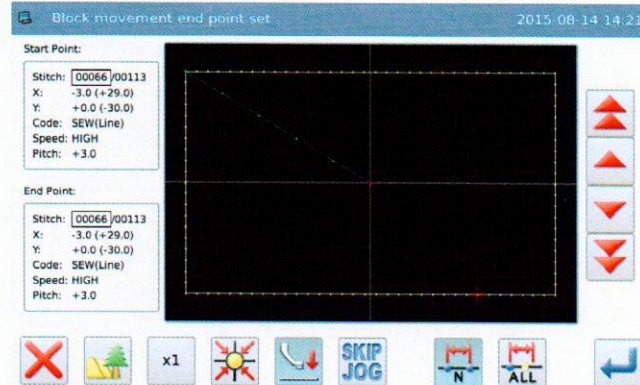 Block movement end point set 2015-08-14 14:21
Start Point:
Stitch: 00066 /00113
X: -3.0 (+29.0)
Y: +0.0 (-30.0)
Code: SEW(Line)
Speed: HIGH
Pitch: +3.0
End Point:
Stitch: 00066 /00113
X: -3.0 (+29.0)
Y: +0.0 (-30.0)
Code: SEW(Line)
Speed: HIGH
Pitch: +3.0
x1
SKIP
JOG
N
ALL